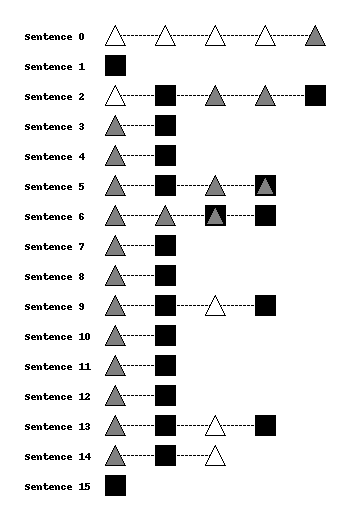 Sentence 0
Sentence 1
Sentence 2
Sentence 3
Sentence 4
Sentence 5
Sentence 6
Sentence 7
Sentence 8
Sentence 9
Sentence 10
Sentence 11
Sentence 12
Sentence 13
Sentence 14
Sentence 15